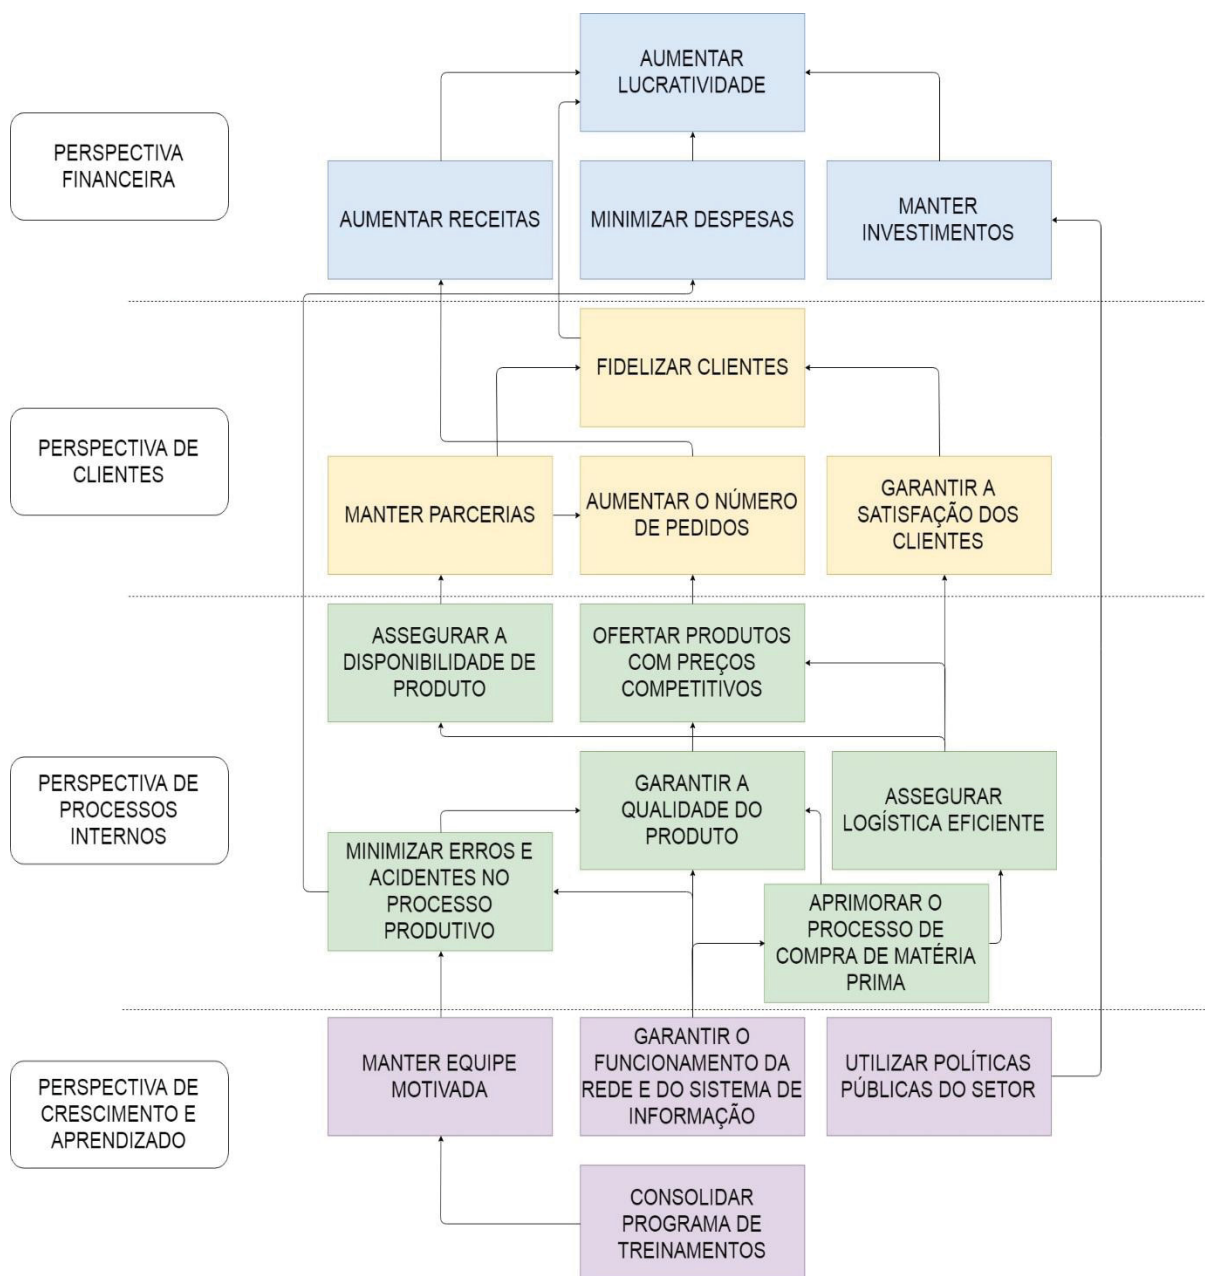 AUMENTAR
LUCRATIVIDADE
PERSPECTIVA
FINANCEIRA
AUMENTAR RECEITAS
MINIMIZAR DESPESAS
MANTER
INVESTIMENTOS
FIDELIZAR CLIENTES
PERSPECTIVA DE
CLIENTES
MANTER PARCERIAS
AUMENTAR O NÚMERO
DE PEDIDOS
GARANTIR A
SATISFAÇÃO DOS
CLIENTES
ASSEGURAR A
DISPONIBILIDADE DE
PRODUTO
OFERTAR PRODUTOS
COM PREÇOS
COMPETITIVOS
PERSPECTIVA DE
PROCESSOS
INTERNOS
GARANTIR A
QUALIDADE DO
PRODUTO
ASSEGURAR
LOGÍSTICA EFICIENTE
MINIMIZAR ERROS E
ACIDENTES NO
PROCESSO
PRODUTIVO
APRIMORAR O
PROCESSO DE
COMPRA DE MATÉRIA
PRIMA
PERSPECTIVA DE
CRESCIMENTO E
APRENDIZADO
MANTER EQUIPE
MOTIVADA
GARANTIR O
FUNCIONAMENTO DA
REDE E DO SISTEMA DE
INFORMAÇÃO
UTILIZAR POLÍTICAS
PÚBLICAS DO SETOR
CONSOLIDAR
PROGRAMA DE
TREINAMENTOS